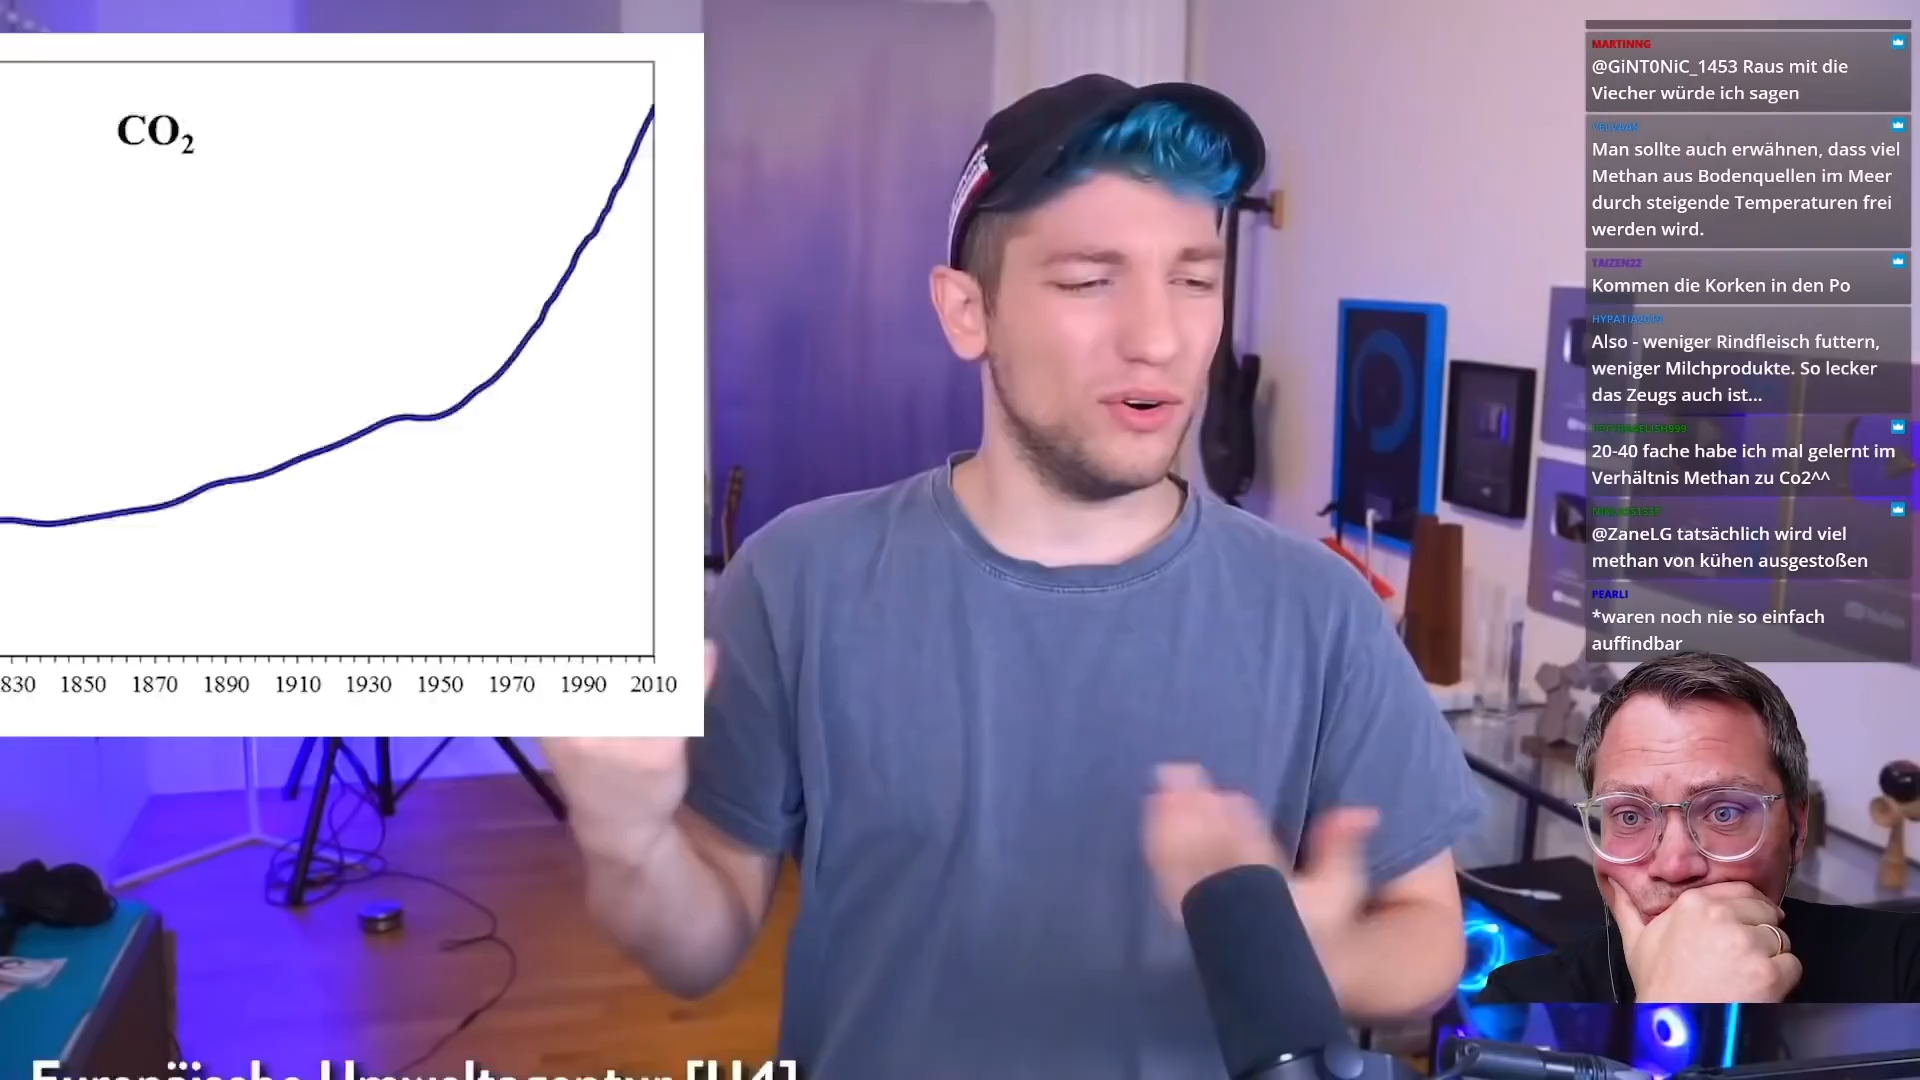 CO2
830 1850 1870 1890 1910 1930 1950 1970 1990 2010
Europäische Umweltagentur [U4]
MARTINNG
@GiNT0NiC_1453 Raus mit die
Viecher würde ich sagen
Man sollte auch erwähnen, dass viel
Methan aus Bodenquellen im Meer
durch steigende Temperaturen frei
werden wird.
TAIZEN22
Kommen die Korken in den Po
Also - weniger Rindfleisch futtern,
weniger Milchprodukte. So lecker
das Zeugs auch ist...
20-40 fache habe ich mal gelernt im
Verhältnis Methan zu Co2^^
@ZaneLG tatsächlich wird viel
methan von kühen ausgestoßen
PEARLI
*waren noch nie so einfach
auffindbar